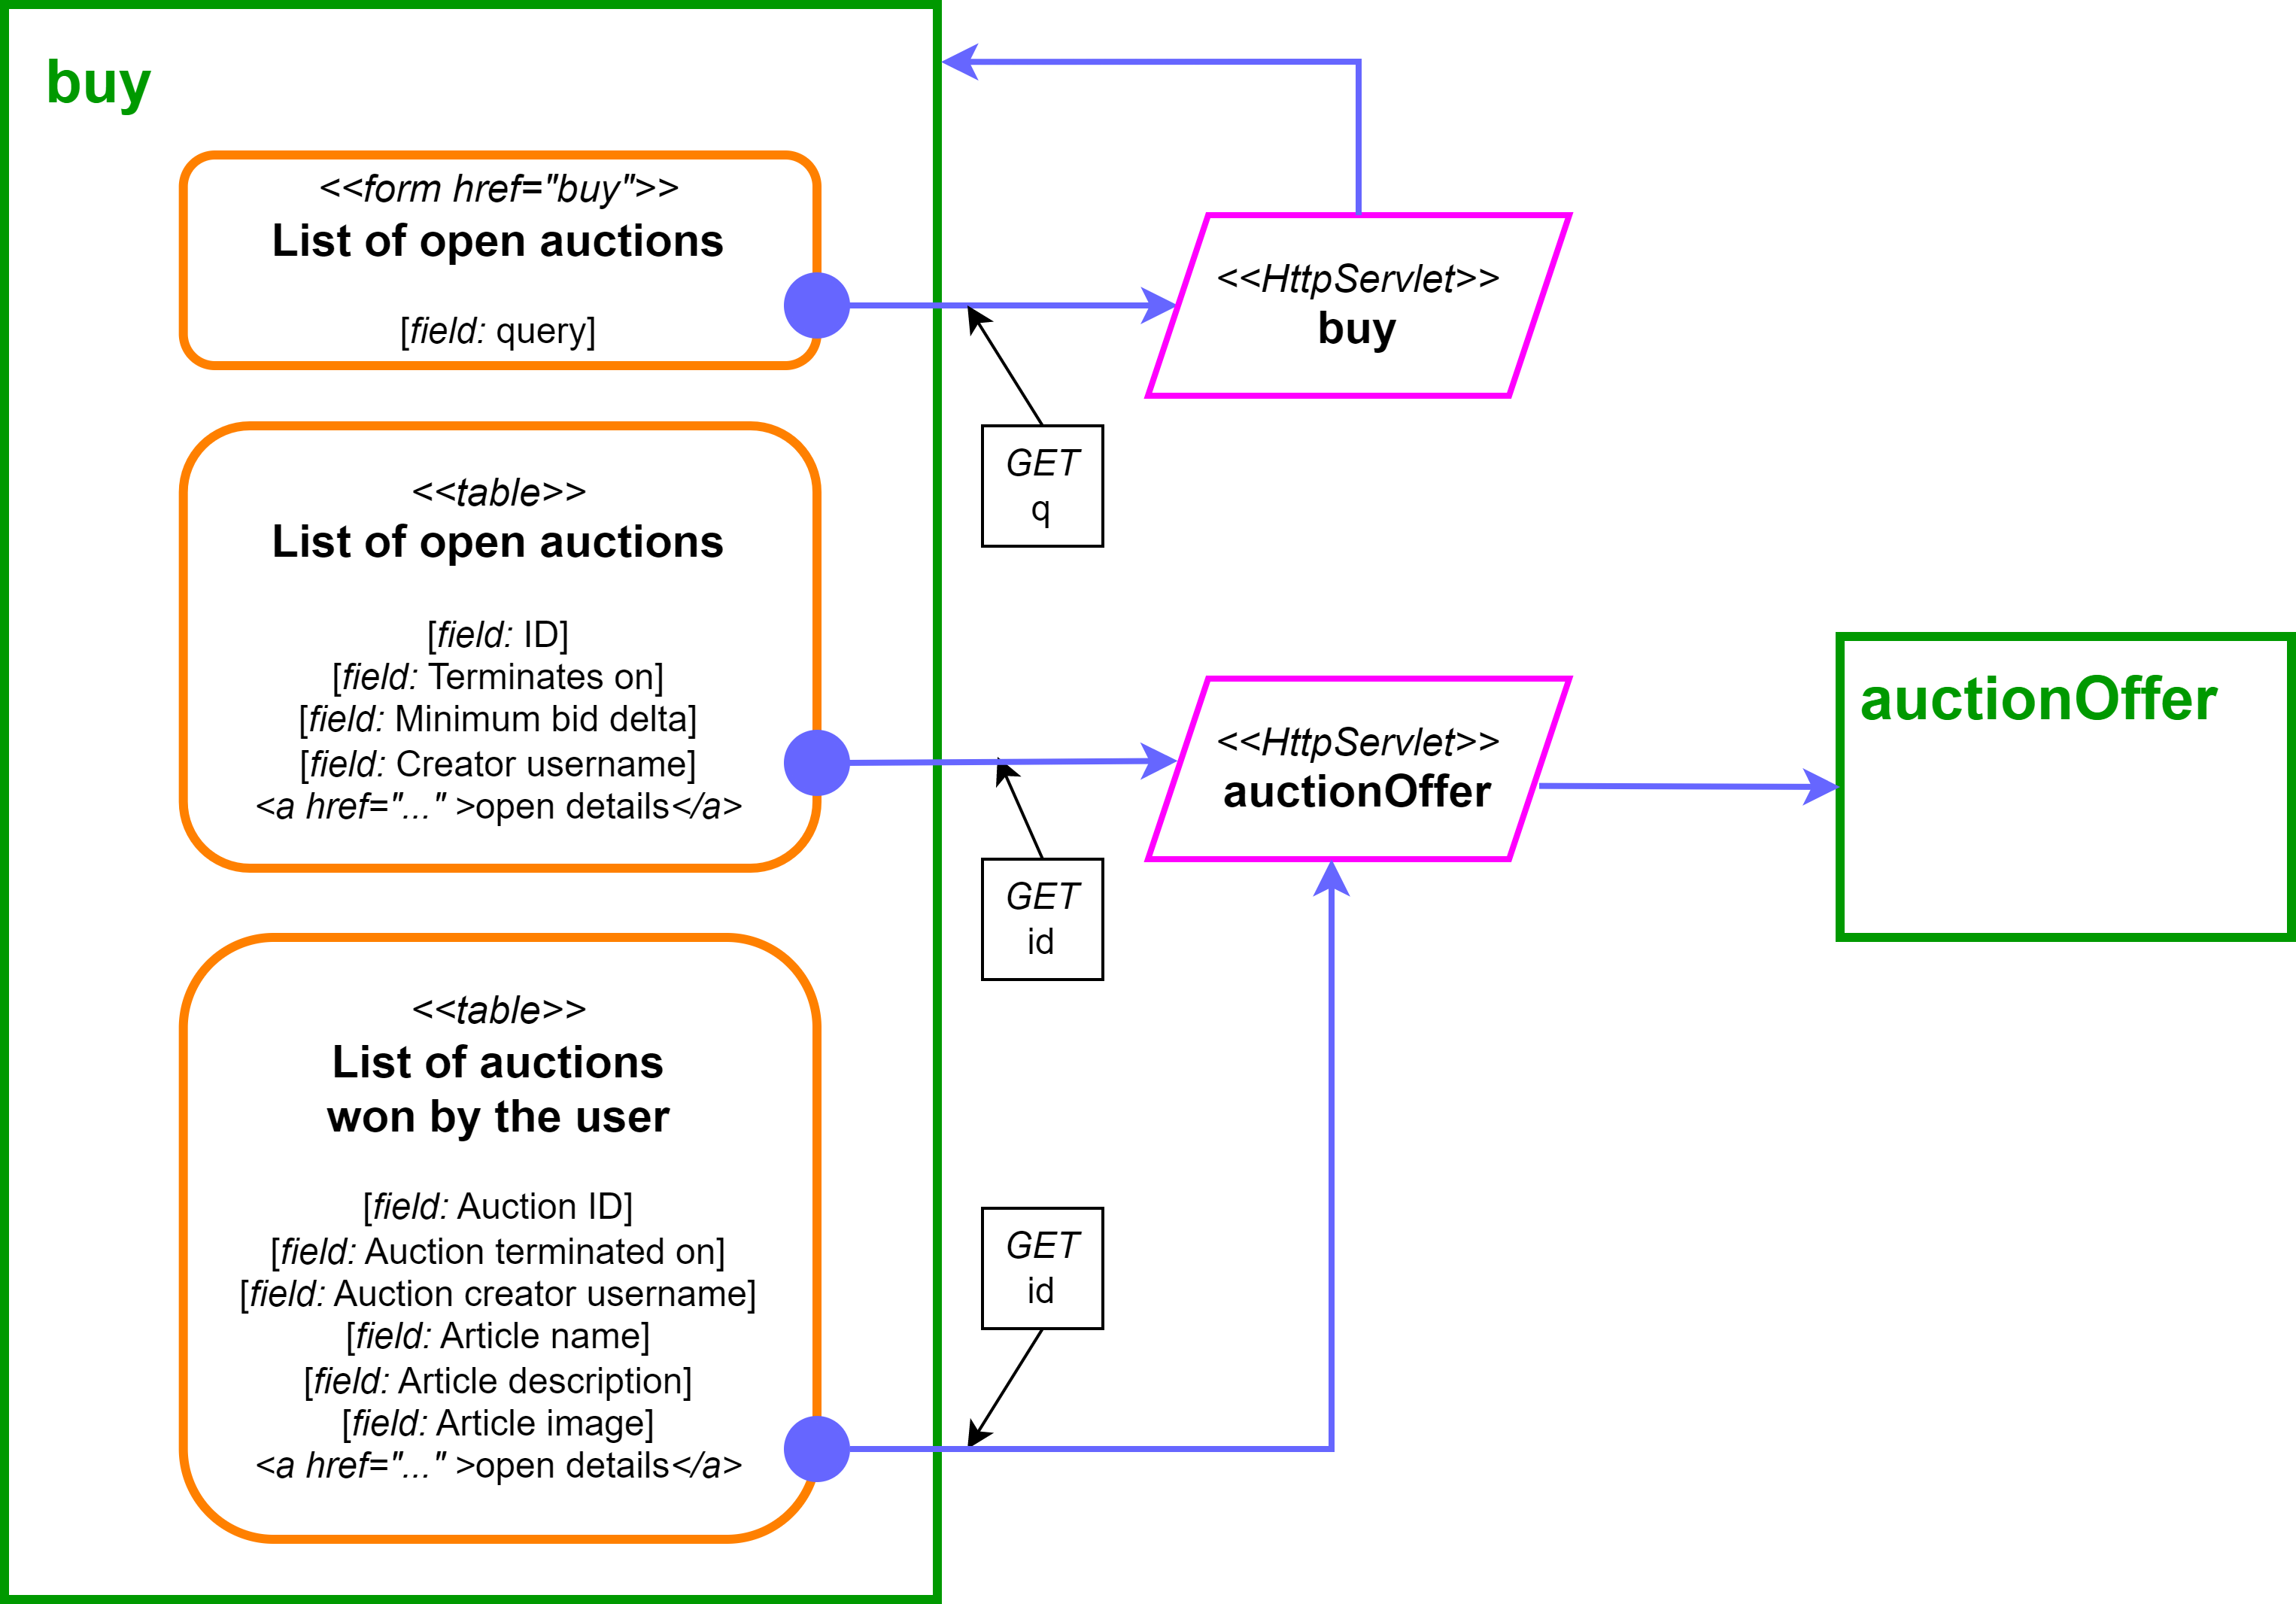 buy
<<form href="buy">>
List of open auctions
[field: query]
<<HttpServlet>>
buy
GET
q
<<table>>
List of open auctions
[field: ID]
[field: Terminates on]
[field: Minimum bid delta]
[field: Creator username]
<a href="..." >open details</a>
<<HttpServlet>>
auctionOffer
auctionOffer
GET
id
<<table>>
List of auctions
won by the user
[field: Auction ID]
[field: Auction terminated on]
[field: Auction creator username]
[field: Article name]
[field: Article description]
[field: Article image]
<a href="..." >open details</a>
GET
id